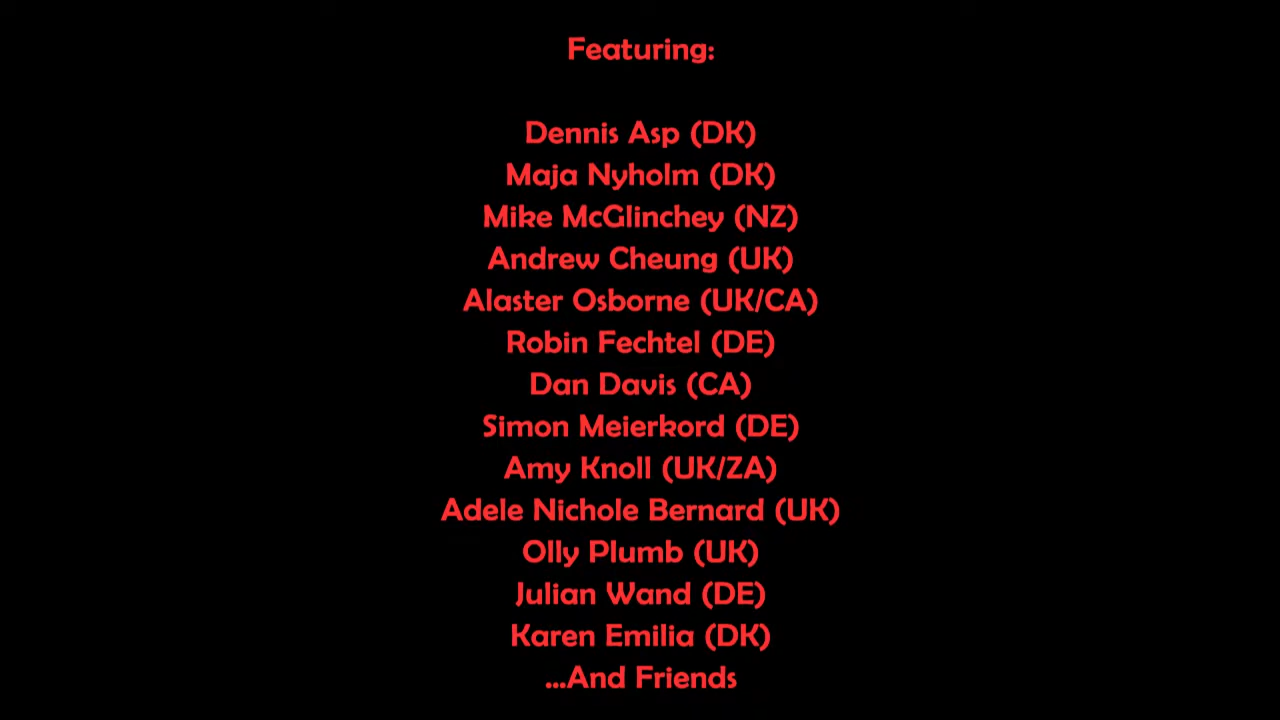 Featuring:
Dennis Asp (DK)
Maja Nyholm (DK)
Mike McGlinchey (NZ)
Andrew Cheung (UK)
Alaster Osborne (UK/CA)
Robin Fechtel (DE)
Dan Davis (CA)
Simon Meierkord (DE)
Amy Knoll (UK/ZA)
Adele Nichole Bernard (UK)
Olly Plumb (UK)
Julian Wand (DE)
Karen Emilia (DK)
...And Friends